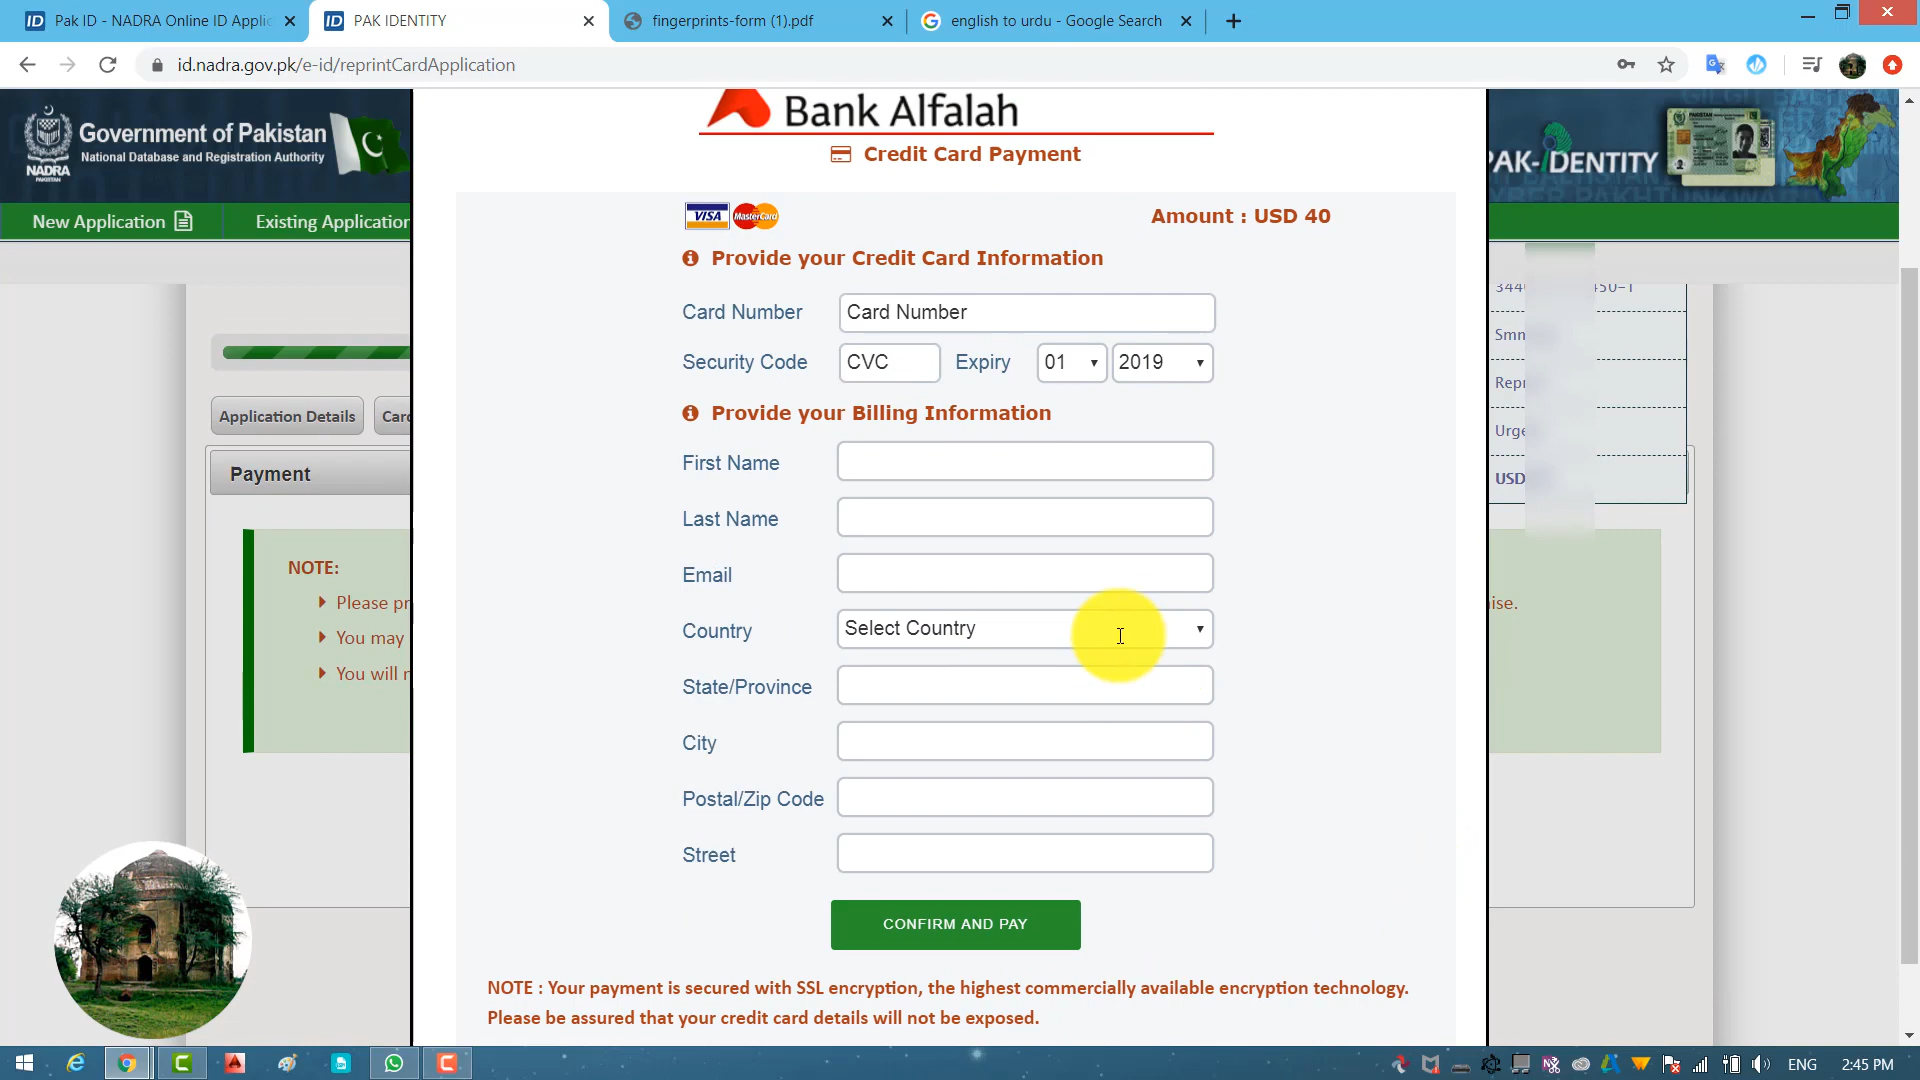 Pak ID - NADRA Online ID Applic
PAK IDENTITY
fingerprints-form (1).pdf
english to urdu - Google Search
id.nadra.gov.pk/e-id/reprintCardApplication
NADRA
PAKISTAN
Government of Pakistan
National Database and Registration Authority
Bank Alfalah
Credit Card Payment
PAK-IDENTITY
New Application
Existing Application
VISA MasterCard
Amount : USD 40
Provide your Credit Card Information
Card Number
Card Number
Security Code
CVC
Expiry
01
2019
Provide your Billing Information
Application Details
Card
First Name
Payment
Last Name
NOTE:
Email
Please pr
Country
Select Country
You may
You will r
State/Province
City
Postal/Zip Code
Street
Smn
Repr
Urge
USD
ise.
CONFIRM AND PAY
NOTE : Your payment is secured with SSL encryption, the highest commercially available encryption technology.
Please be assured that your credit card details will not be exposed.
ENG
2:45 PM